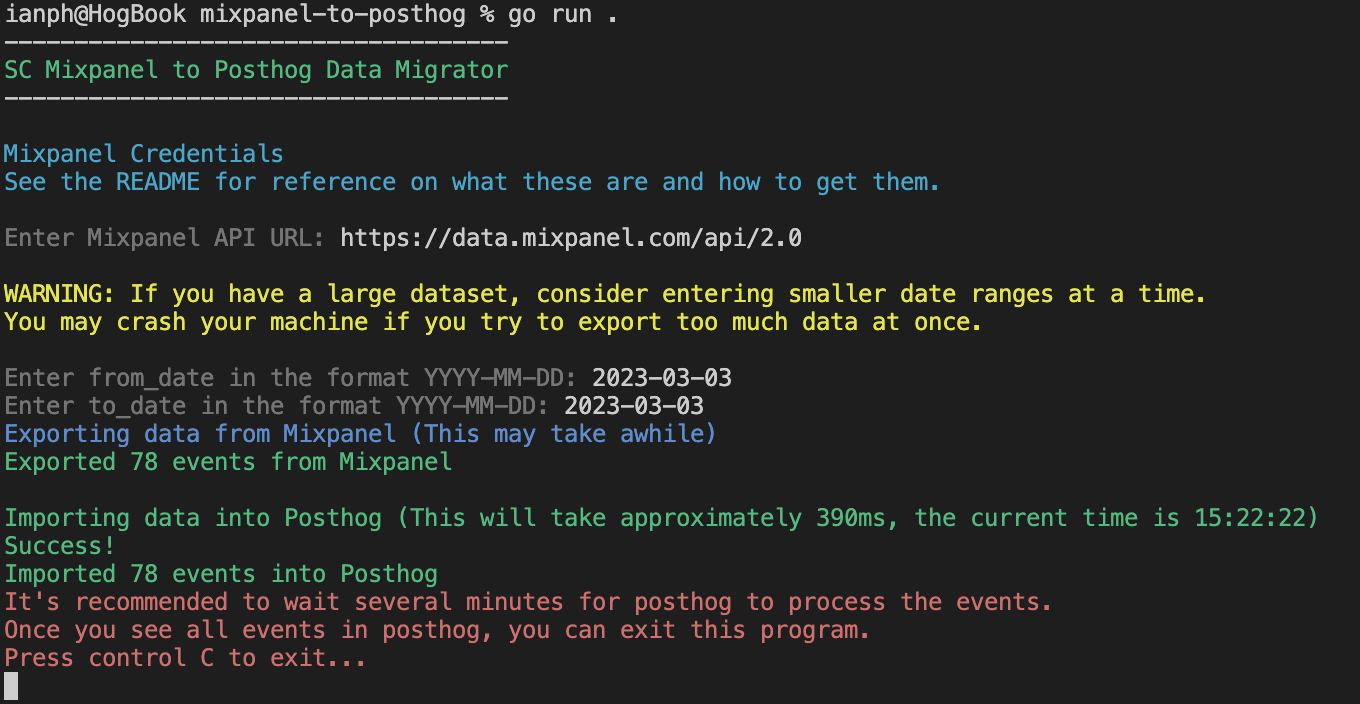 ianph@HogBook mixpanel-to-posthog % go run .
------------------------------------
SC Mixpanel to Posthog Data Migrator
------------------------------------
Mixpanel Credentials
See the README for reference on what these are and how to get them.
Enter Mixpanel API URL: https://data.mixpanel.com/api/2.0
WARNING: If you have a large dataset, consider entering smaller date ranges at a time.
You may crash your machine if you try to export too much data at once.
Enter from_date in the format YYYY-MM-DD: 2023-03-03
Enter to_date in the format YYYY-MM-DD: 2023-03-03
Exporting data from Mixpanel (This may take awhile)
Exported 78 events from Mixpanel
Importing data into Posthog (This will take approximately 390ms, the current time is 15:22:22)
Success!
Imported 78 events into Posthog
It's recommended to wait several minutes for posthog to process the events.
Once you see all events in posthog, you can exit this program.
Press control C to exit...